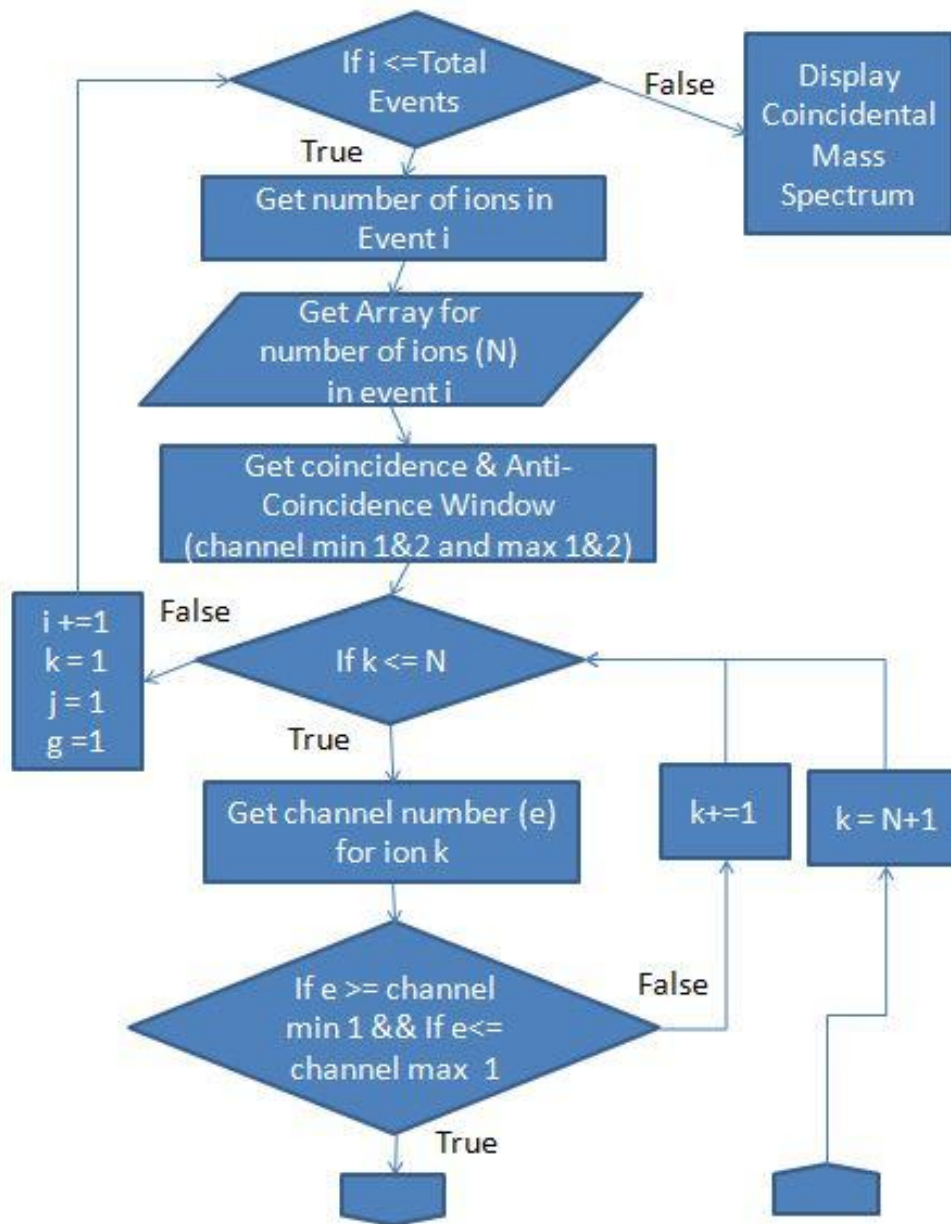 If i <=Total
Events
False
Display
Coincidental
Mass
Spectrum
True
Get number of ions in
Event i
Get Array for
number of ions (N)
in event i
Get coincidence & Anti-
Coincidence Window
(channel min 1&2 and max 1&2)
False
i +=1
k = 1
j = 1
g =1
If k <= N
True
Get channel number (e)
for ion k
k+=1
k = N+1
If e >= channel
min 1 && If e<=
channel max  1
False
True